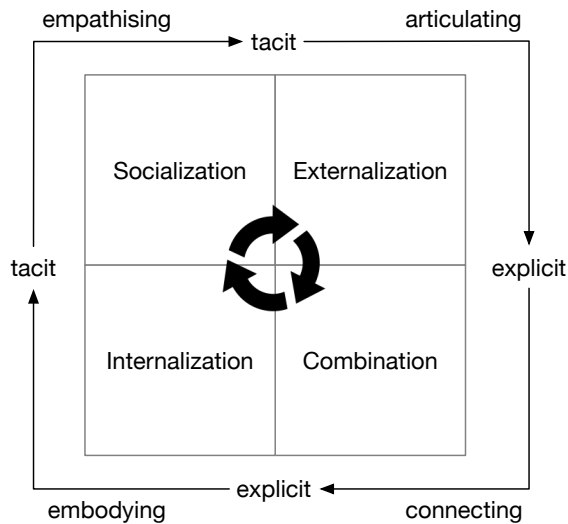 empathising
articulating
tacit
Socialization
Externalization
tacit
explicit
Internalization
Combination
explicit
embodying
connecting